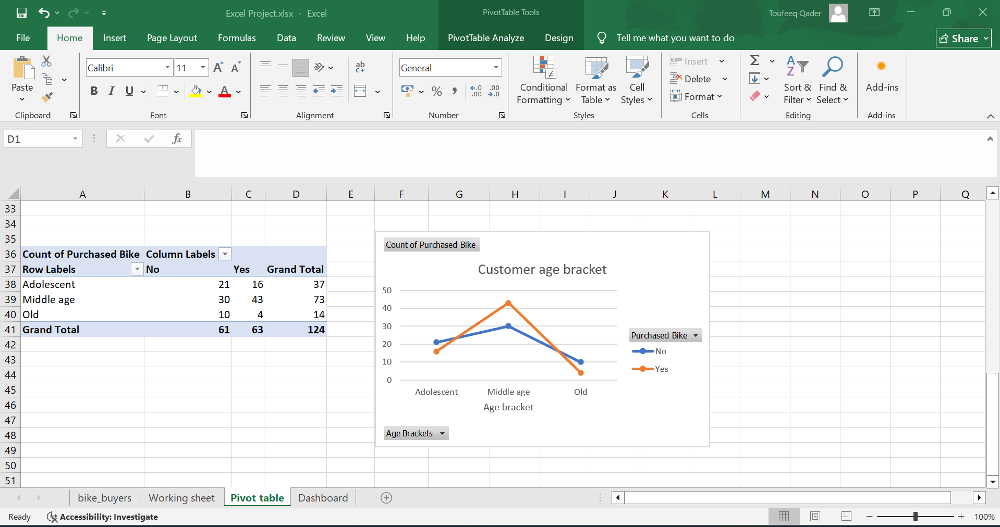 Excel Project.xlsx - Excel
PivotTable Tools
Toufeeq Qader
File Home Insert Page Layout Formulas Data Review View Help PivotTable Analyze Design Tell me what you want to do Share
Paste
Clipboard
Calibri 11
B I U A
Font
ab
Alignment
General
% .00 .00
Number
Conditional Formatting
Format as Table
Cell Styles
Styles
Insert
Delete
Format
Cells
Sort & Filter
Find & Select
Editing
Add-ins
Add-ins
D1 fx
A B C D E F G H I J K L M N O P Q
33
34
35
36 Count of Purchased Bike Column Labels
37 Row Labels No Yes Grand Total
38 Adolescent 21 16 37
39 Middle age 30 43 73
40 Old 10 4 14
41 Grand Total 61 63 124
42
43
44
45
46
47
48
49
50
51
Count of Purchased Bike
Customer age bracket
50
40
30
20
10
0
Adolescent Middle age Old
Age bracket
Purchased Bike
No
Yes
Age Brackets
bike_buyers Working sheet Pivot table Dashboard
Ready Accessibility: Investigate 100%